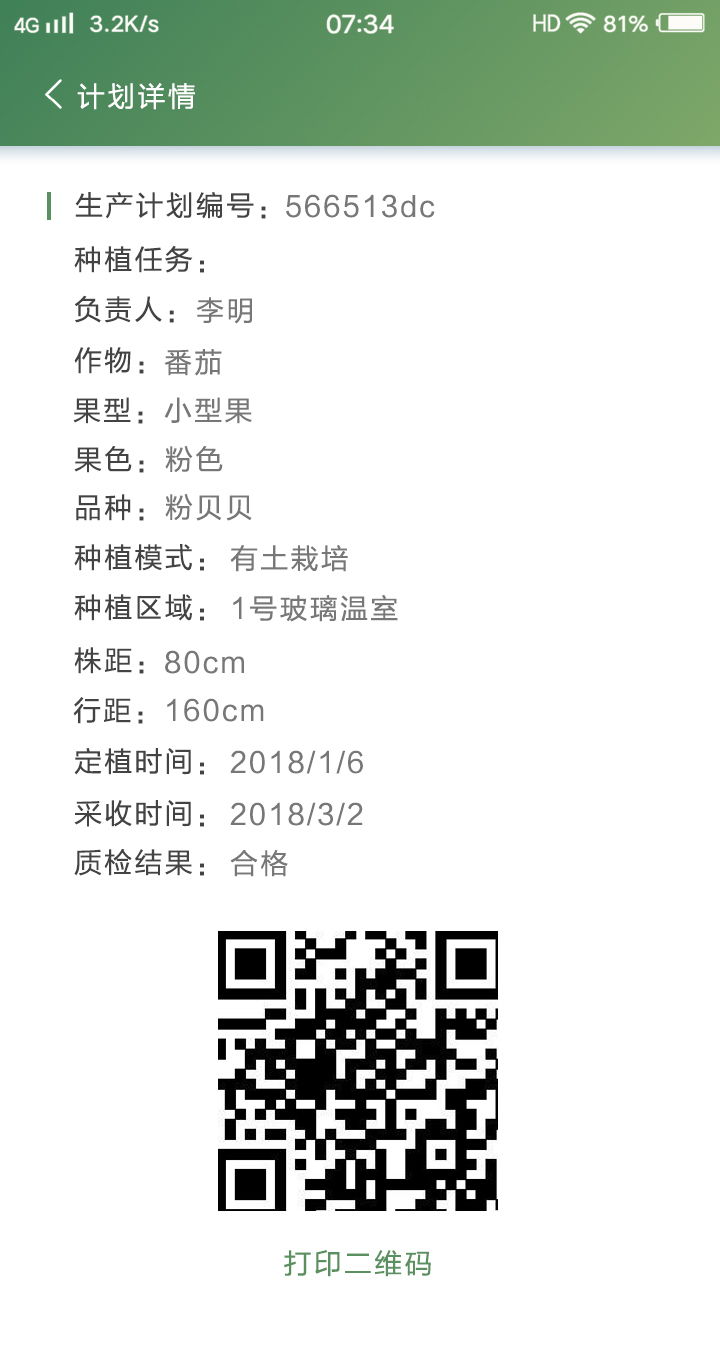 4G 3.2K/s 07:34 HD 81%
计划详情
生产计划编号：566513dc
种植任务：
负责人：李明
作物：番茄
果型：小型果
果色：粉色
品种：粉贝贝
种植模式：有土栽培
种植区域：1号玻璃温室
株距：80cm
行距：160cm
定植时间：2018/1/6
采收时间：2018/3/2
质检结果：合格
打印二维码